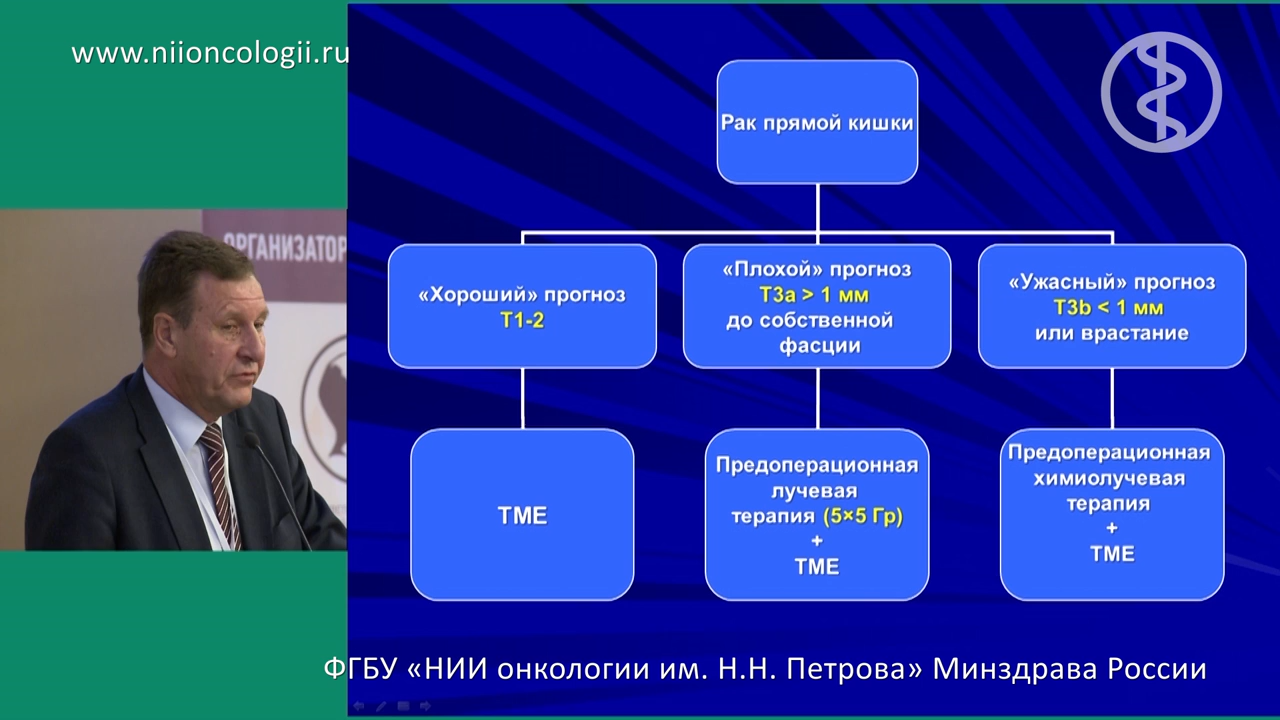 www.niioncologii.ru
ОРГАНИЗАТОР
Рак прямой кишки
«Хороший» прогноз
Т1-2
«Плохой» прогноз
Т3а > 1 мм
до собственной
фасции
«Ужасный» прогноз
Т3b < 1 мм
или врастание
ТМЕ
Предоперационная
лучевая
терапия (5×5 Гр)
+
ТМЕ
Предоперационная
химиолучевая
терапия
+
ТМЕ
ФГБУ «НИИ онкологии им. Н.Н. Петрова» Минздрава России